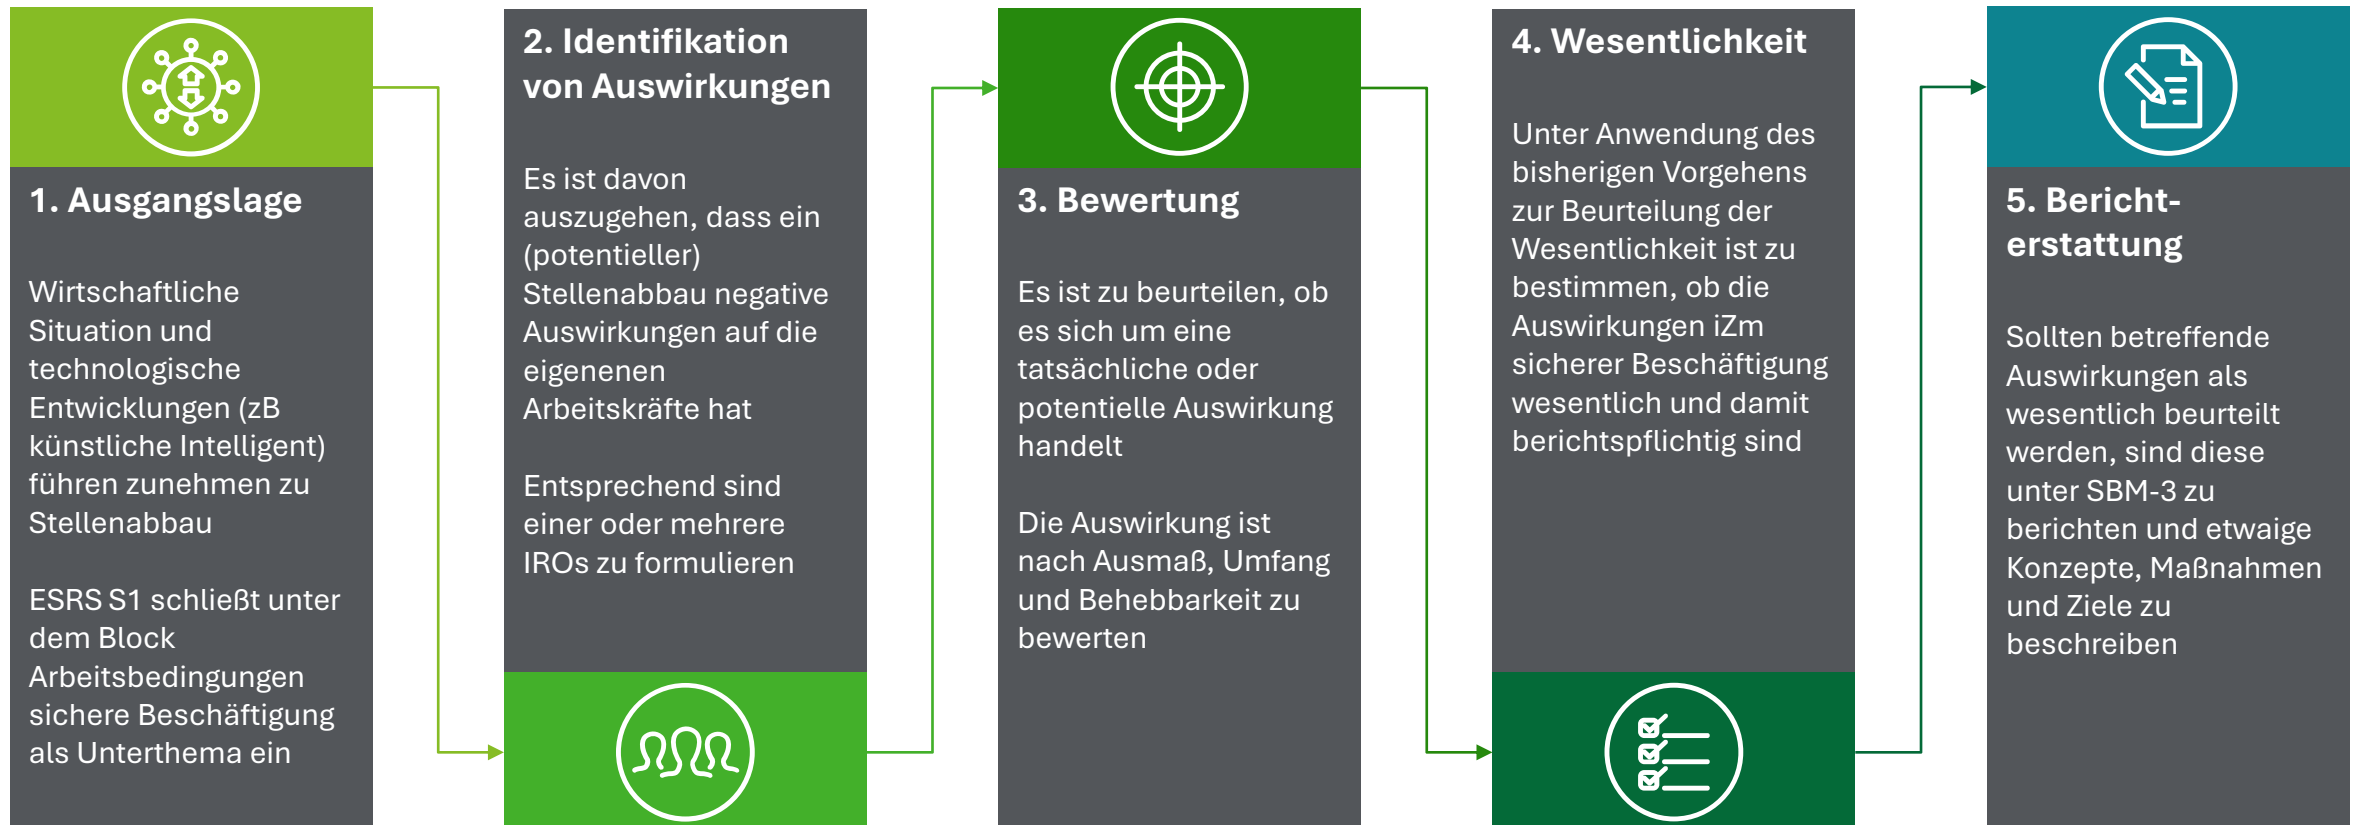 1. Ausgangslage
Wirtschaftliche
Situation und
technologische
Entwicklungen (zB
künstliche Intelligent)
führen zunehmen zu
Stellenabbau
ESRS S1 schließt unter
dem Block
Arbeitsbedingungen
sichere Beschäftigung
als Unterthema ein
2. Identifikation
von Auswirkungen
Es ist davon
auszugehen, dass ein
(potentieller)
Stellenabbau negative
Auswirkungen auf die
eigenenen
Arbeitskräfte hat
Entsprechend sind
einer oder mehrere
IROs zu formulieren
3. Bewertung
Es ist zu beurteilen, ob
es sich um eine
tatsächliche oder
potentielle Auswirkung
handelt
Die Auswirkung ist
nach Ausmaß, Umfang
und Behebbarkeit zu
bewerten
4. Wesentlichkeit
Unter Anwendung des
bisherigen Vorgehens
zur Beurteilung der
Wesentlichkeit ist zu
bestimmen, ob die
Auswirkungen iZm
sicherer Beschäftigung
wesentlich und damit
berichtspflichtig sind
5. Bericht-
erstattung
Sollten betreffende
Auswirkungen als
wesentlich beurteilt
werden, sind diese
unter SBM-3 zu
berichten und etwaige
Konzepte, Maßnahmen
und Ziele zu
beschreiben